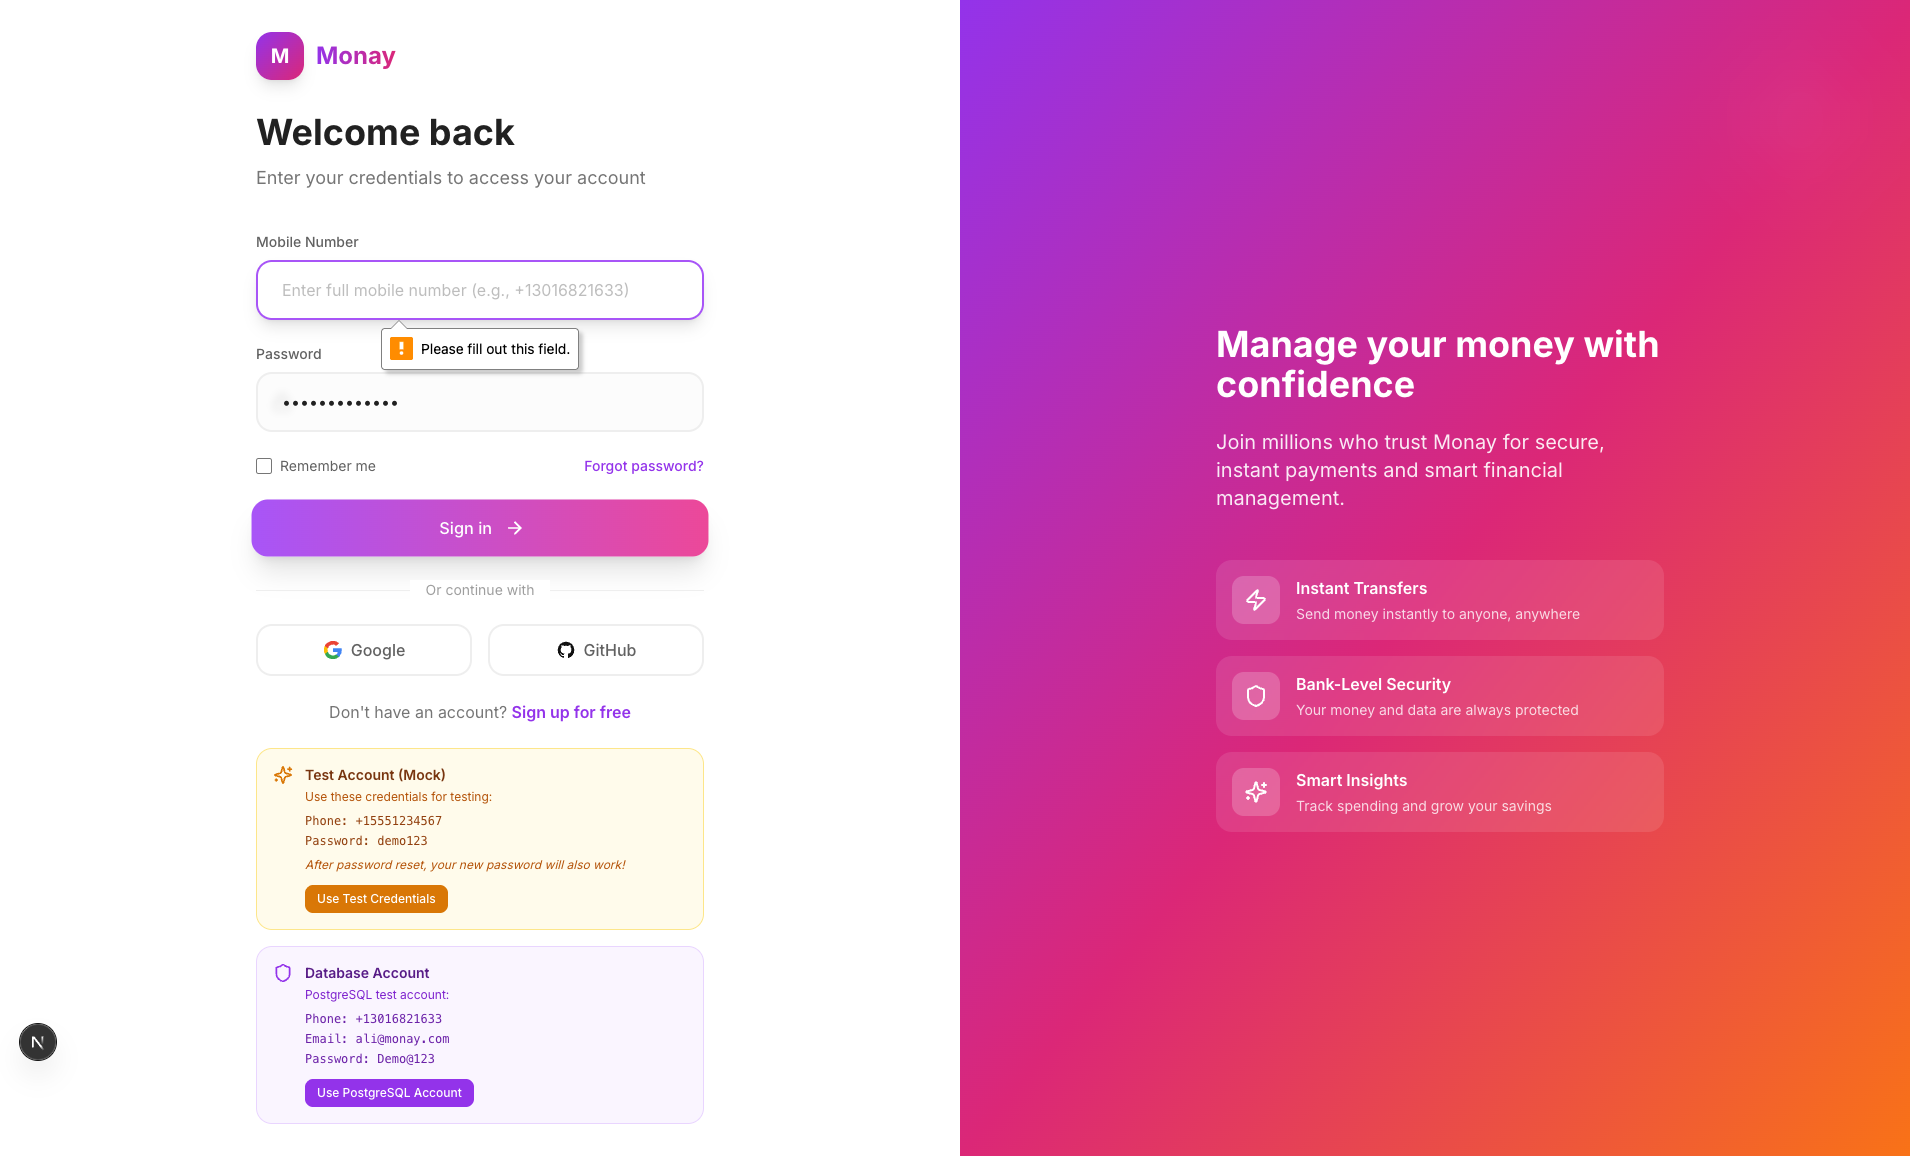 M
Monay
Welcome back
Enter your credentials to access your account
Mobile Number
Enter full mobile number (e.g., +13016821633)
Please fill out this field.
Password
•••••••••••••
Remember me
Forgot password?
Sign in
Or continue with
Google
GitHub
Don't have an account? Sign up for free
Test Account (Mock)
Use these credentials for testing:
Phone: +15551234567
Password: demo123
After password reset, your new password will also work!
Use Test Credentials
Database Account
PostgreSQL test account:
Phone: +13016821633
Email: ali@monay.com
Password: Demo@123
Use PostgreSQL Account
N
Manage your money with
confidence
Join millions who trust Monay for secure,
instant payments and smart financial
management.
Instant Transfers
Send money instantly to anyone, anywhere
Bank-Level Security
Your money and data are always protected
Smart Insights
Track spending and grow your savings